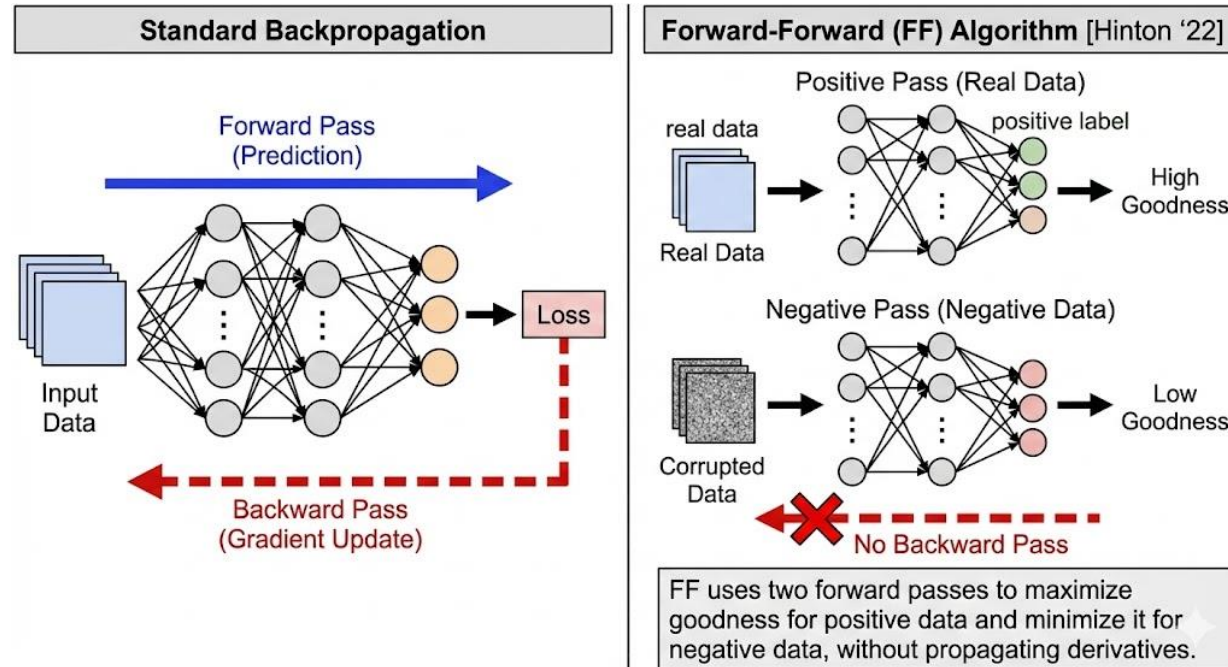 Standard Backpropagation
Forward Pass
(Prediction)
Input
Data
Loss
Backward Pass
(Gradient Update)
Forward-Forward (FF) Algorithm [Hinton ‘22]
Positive Pass (Real Data)
real data
positive label
Real Data
High
Goodness
Negative Pass (Negative Data)
Corrupted
Data
Low
Goodness
No Backward Pass
FF uses two forward passes to maximize
goodness for positive data and minimize it for
negative data, without propagating derivatives.